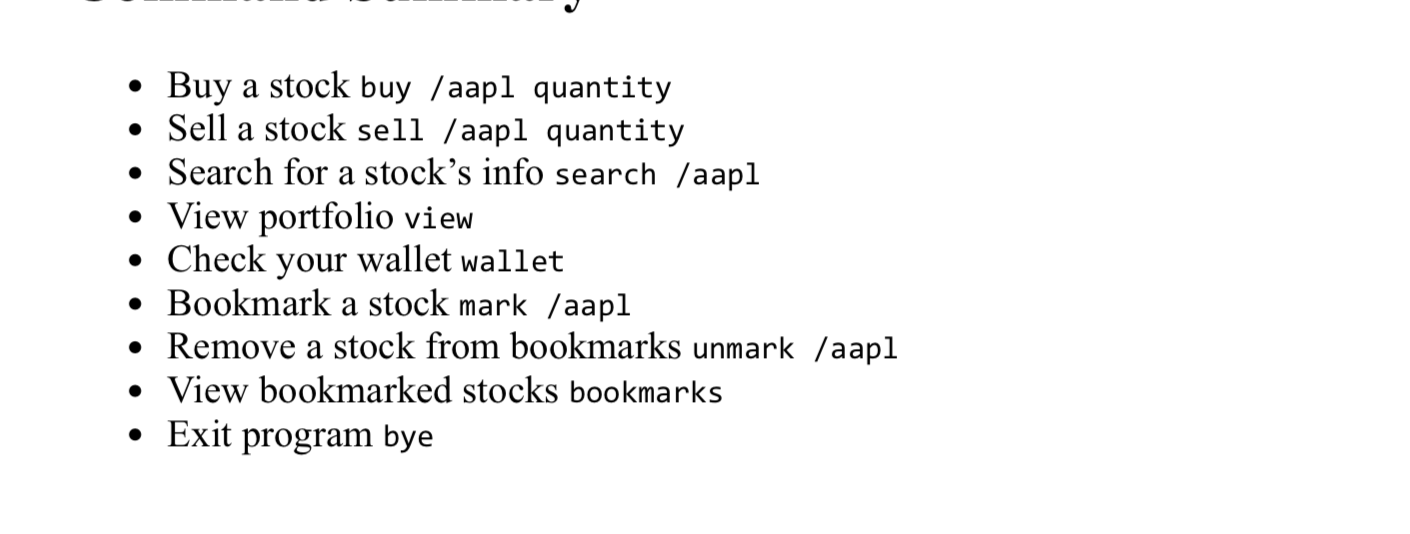 Command Summary
Buy a stock buy /aapl quantity
Sell a stock sell /aapl quantity
Search for a stock’s info search /aapl
View portfolio view
Check your wallet wallet
Bookmark a stock mark /aapl
Remove a stock from bookmarks unmark /aapl
View bookmarked stocks bookmarks
Exit program bye